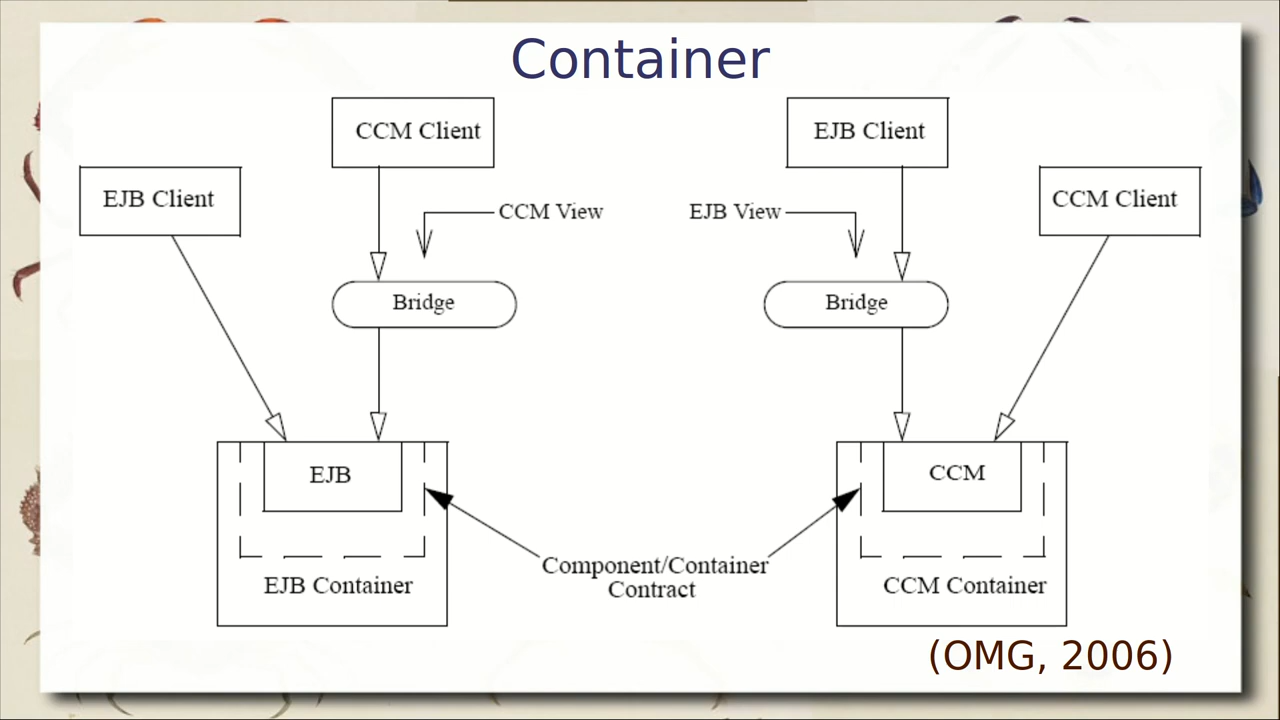 Container
CCM Client
EJB Client
EJB Client
CCM Client
CCM View
EJB View
Bridge
Bridge
EJB
CCM
Component/Container
Contract
EJB Container
CCM Container
(OMG, 2006)